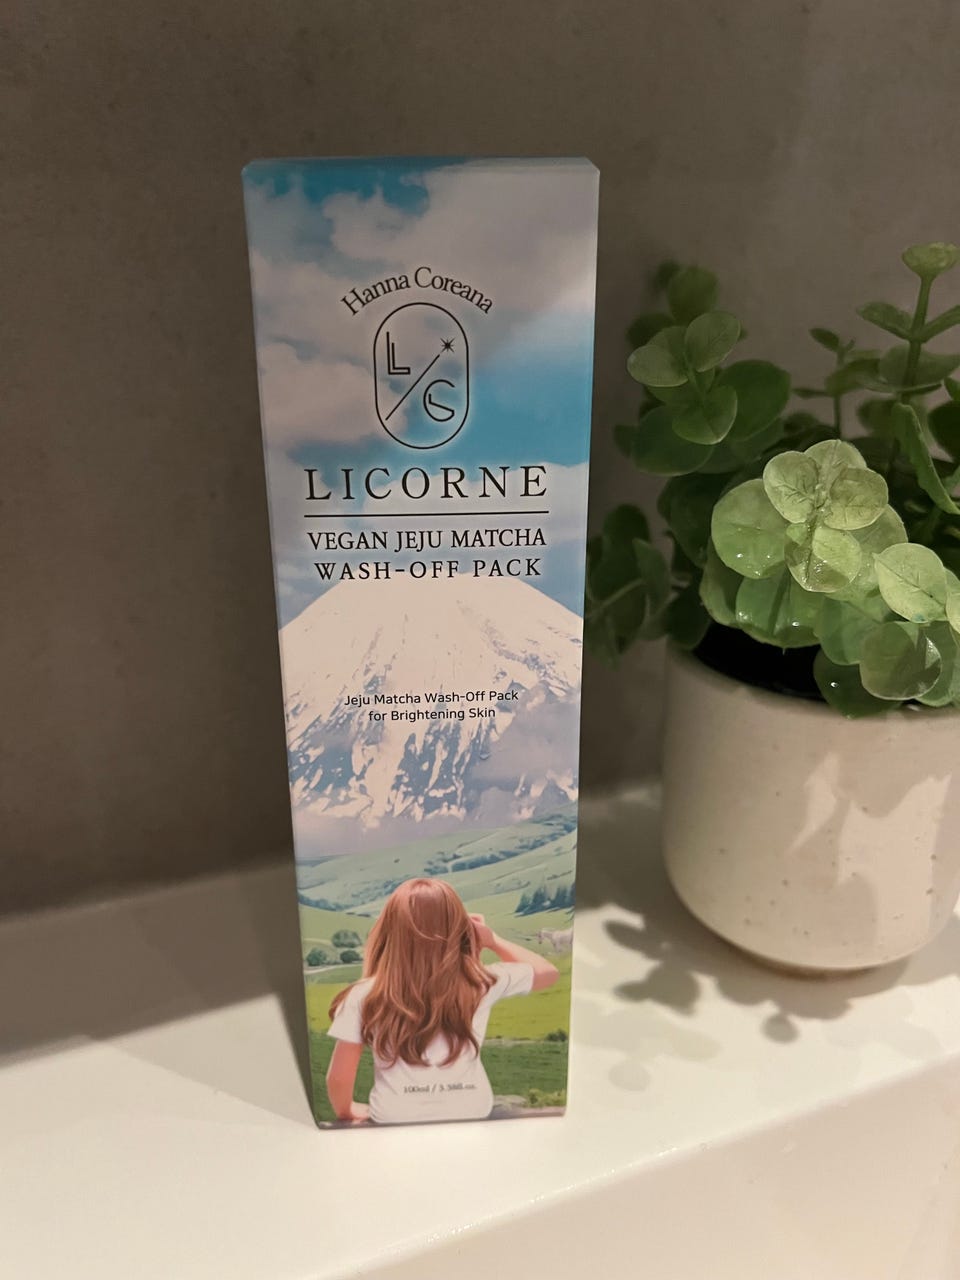 Hanna Coreana
LC
LICORNE
VEGAN JEJU MATCHA
WASH-OFF PACK
Jeju Matcha Wash-Off Pack
for Brightening Skin
100ml / 3.38fl.oz.